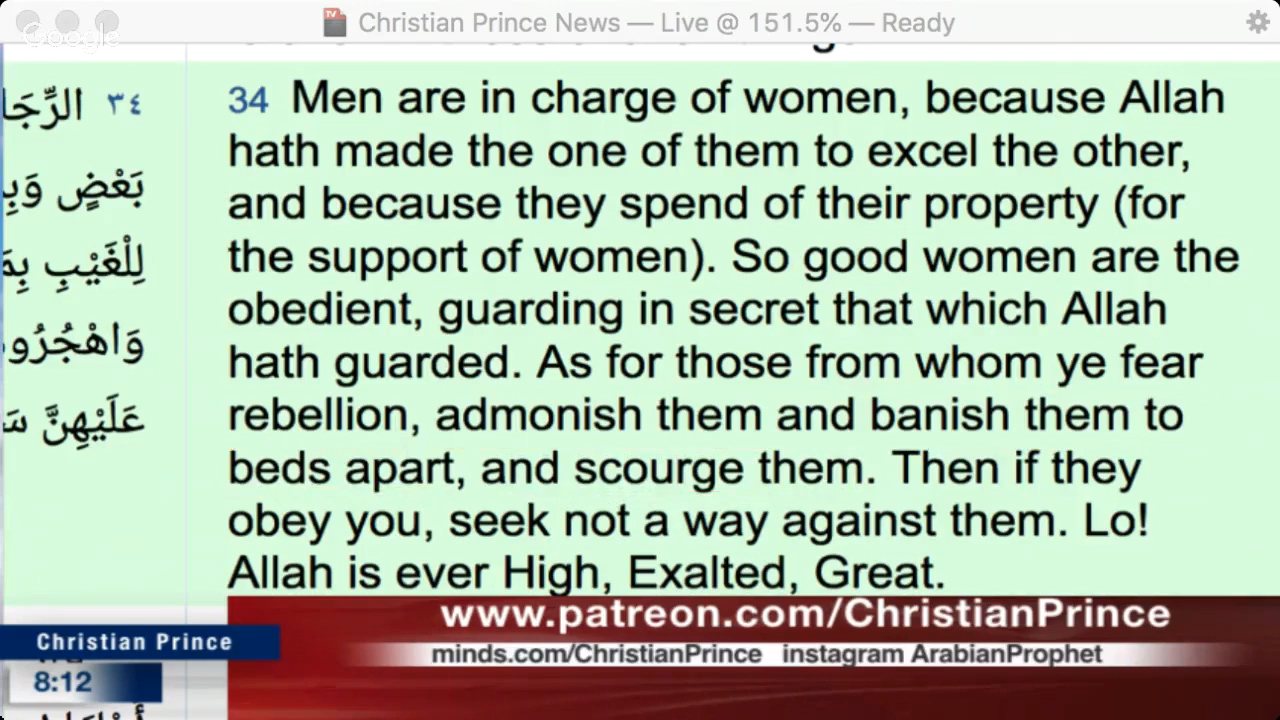 Christian Prince News — Live @ 151.5% — Ready
Google
٣٤ الرِّجَا
بَعْضٍ وَبِ
لِلْغَيْبِ بِمَ
وَاهْجُرُو
عَلَيْهِنَّ سَ
34 Men are in charge of women, because Allah
hath made the one of them to excel the other,
and because they spend of their property (for
the support of women). So good women are the
obedient, guarding in secret that which Allah
hath guarded. As for those from whom ye fear
rebellion, admonish them and banish them to
beds apart, and scourge them. Then if they
obey you, seek not a way against them. Lo!
Allah is ever High, Exalted, Great.
www.patreon.com/ChristianPrince
Christian Prince
minds.com/ChristianPrince instagram ArabianProphet
8:12